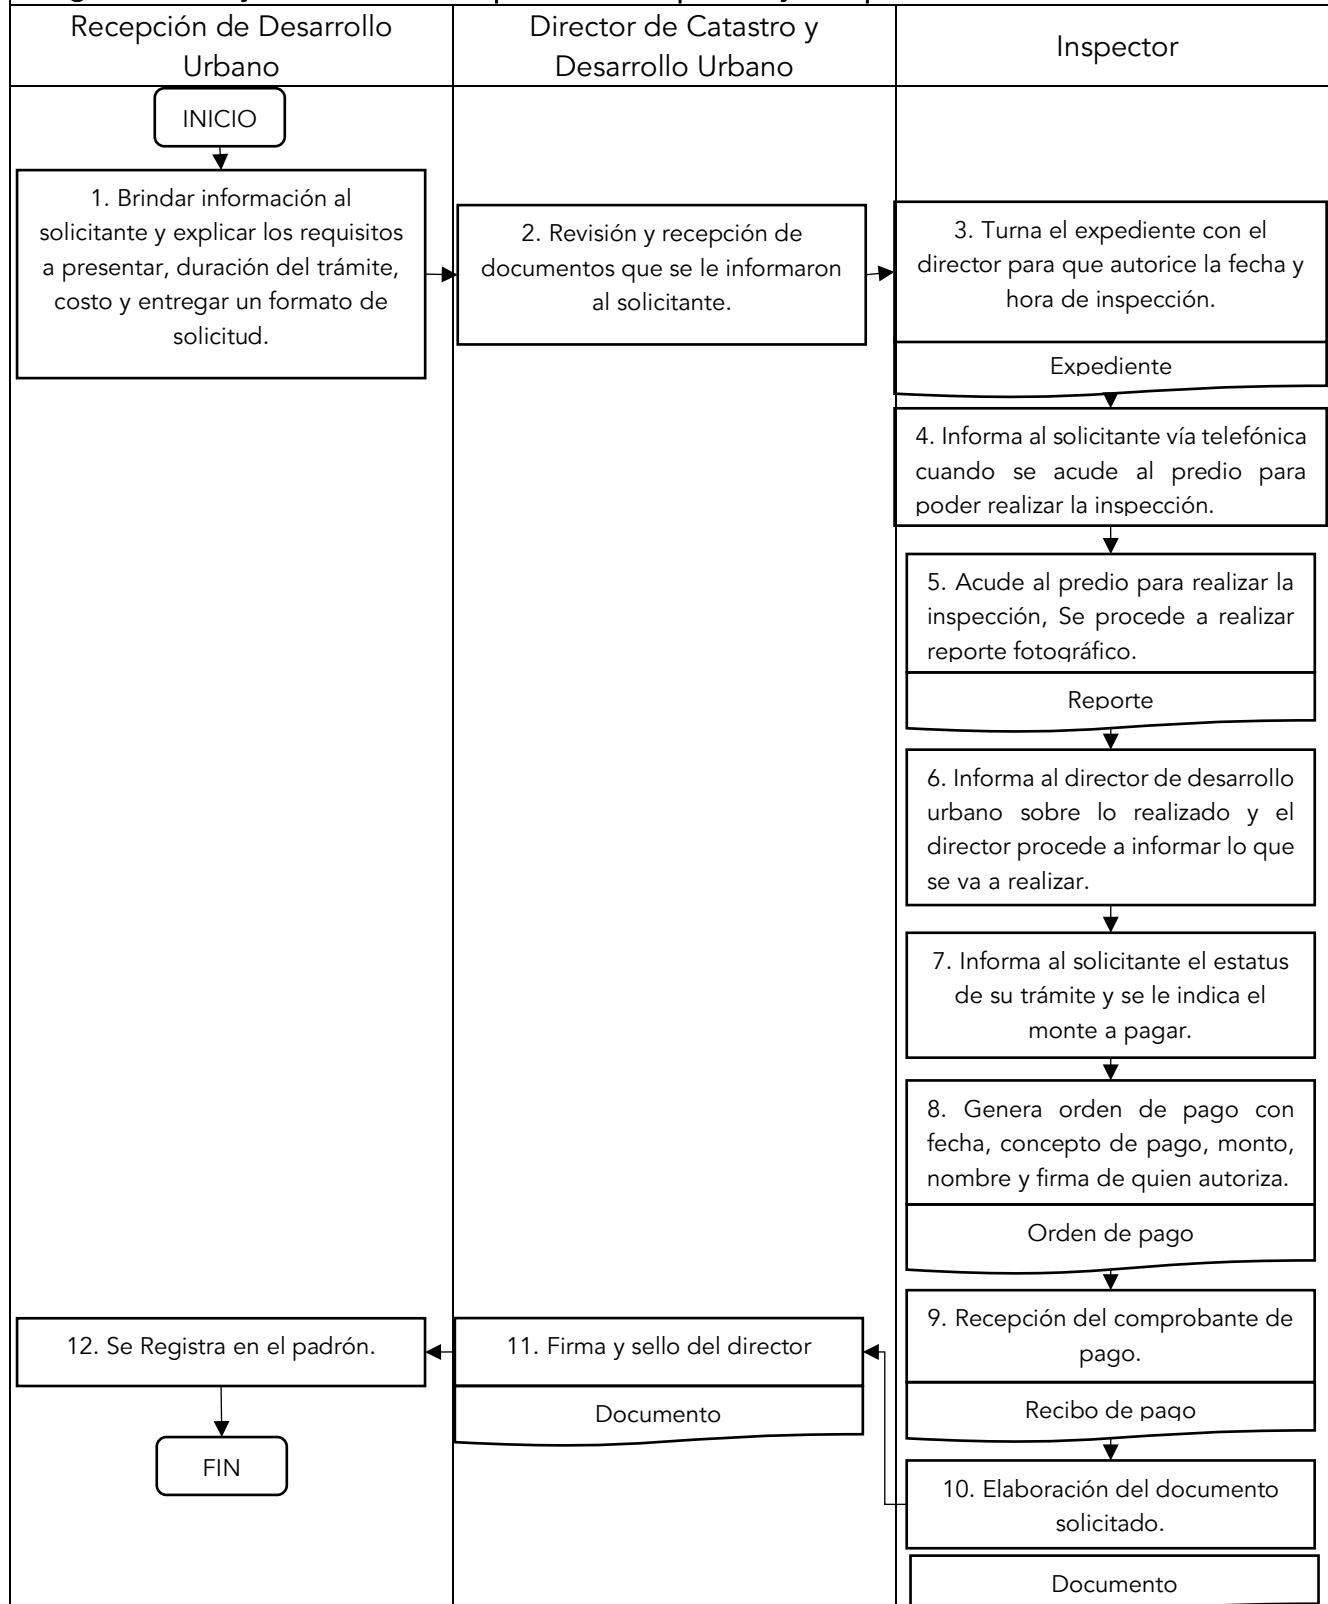 Recepción de Desarrollo
Urbano
Director de Catastro y
Desarrollo Urbano
Inspector
INICIO
1. Brindar información al
solicitante y explicar los requisitos
a presentar, duración del trámite,
costo y entregar un formato de
solicitud.
2. Revisión y recepción de
documentos que se le informaron
al solicitante.
3. Turna el expediente con el
director para que autorice la fecha y
hora de inspección.
Expediente
4. Informa al solicitante vía telefónica
cuando se acude al predio para
poder realizar la inspección.
5. Acude al predio para realizar la
inspección, Se procede a realizar
reporte fotográfico.
Reporte
6. Informa al director de desarrollo
urbano sobre lo realizado y el
director procede a informar lo que
se va a realizar.
7. Informa al solicitante el estatus
de su trámite y se le indica el
monte a pagar.
8. Genera orden de pago con
fecha, concepto de pago, monto,
nombre y firma de quien autoriza.
Orden de pago
9. Recepción del comprobante de
pago.
Recibo de pago
10. Elaboración del documento
solicitado.
Documento
11. Firma y sello del director
Documento
12. Se Registra en el padrón.
FIN